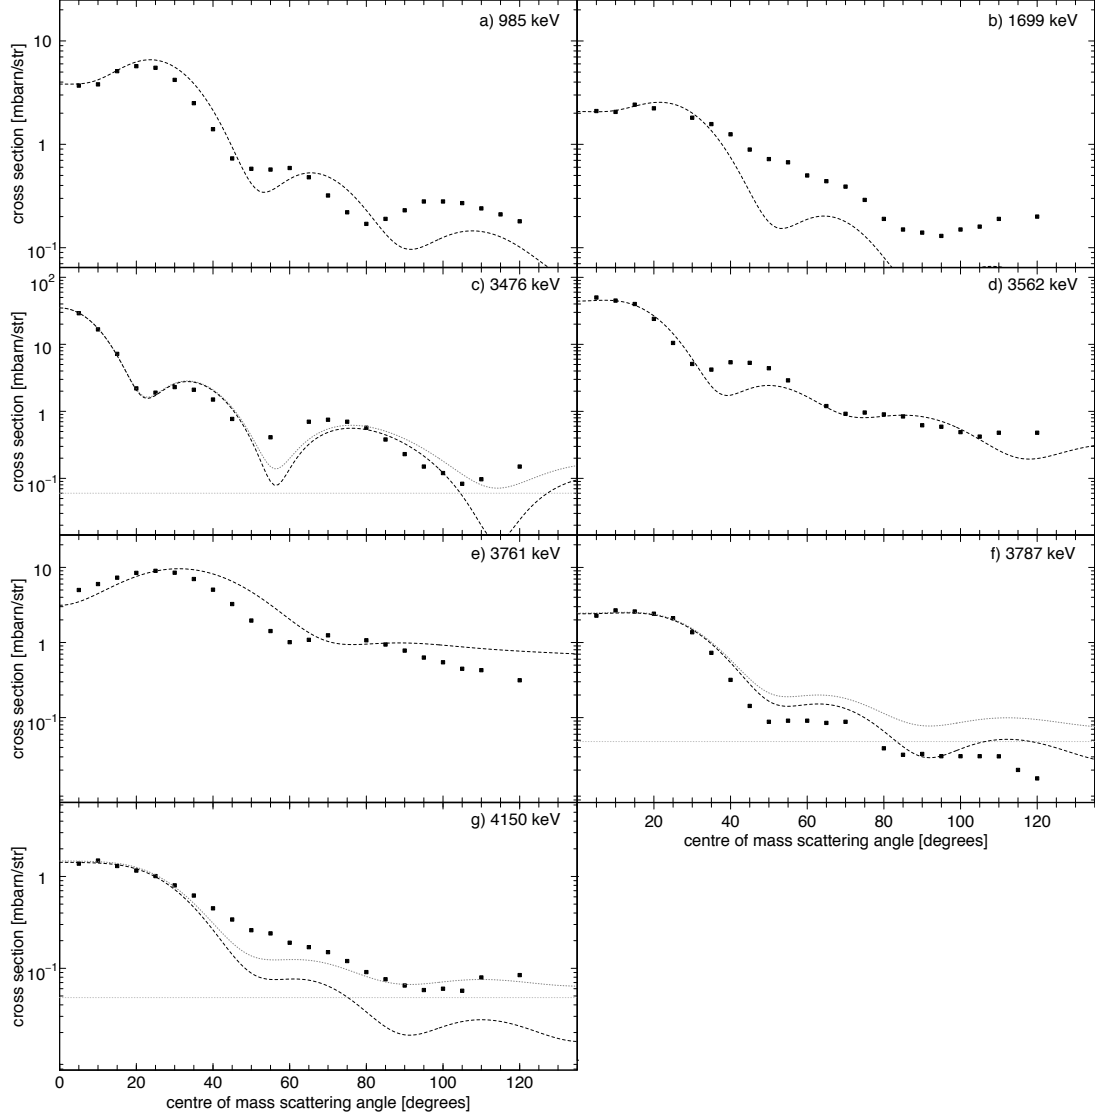 a) 985 keV
b) 1699 keV
10
1
10⁻¹
cross section [mbarn/str]
c) 3476 keV
d) 3562 keV
10²
10
1
10⁻¹
cross section [mbarn/str]
e) 3761 keV
f) 3787 keV
10
1
10⁻¹
cross section [mbarn/str]
20 40 60 80 100 120
centre of mass scattering angle [degrees]
g) 4150 keV
1
10⁻¹
cross section [mbarn/str]
0 20 40 60 80 100 120
centre of mass scattering angle [degrees]